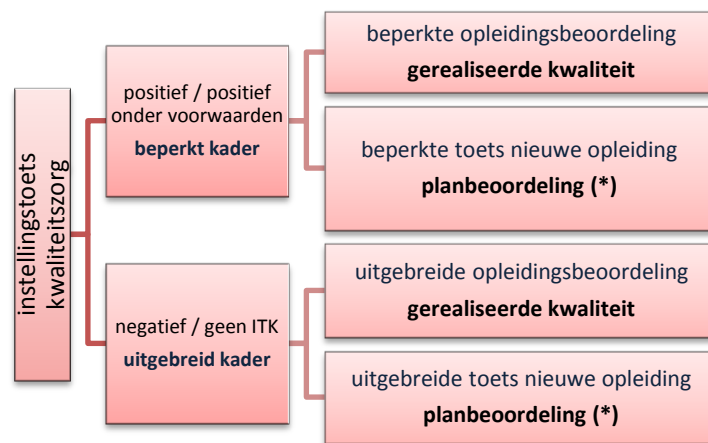 instellingstoets
kwaliteitszorg
positief / positief
onder voorwaarden
beperkt kader
beperkte opleidingsbeoordeling
gerealiseerde kwaliteit
beperkte toets nieuwe opleiding
planbeoordeling (*)
negatief / geen ITK
uitgebreid kader
uitgebreide opleidingsbeoordeling
gerealiseerde kwaliteit
uitgebreide toets nieuwe opleiding
planbeoordeling (*)